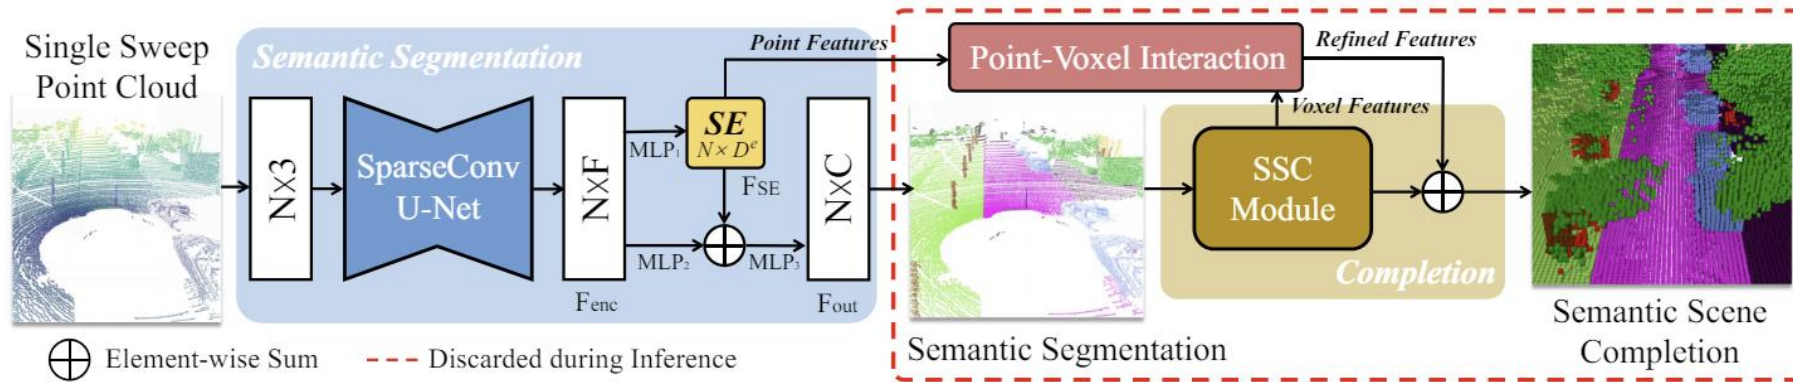 Single Sweep
Point Cloud
Semantic Segmentation
N×3
SparseConv
U-Net
N×F
Fenc
MLP₁
SE
N × Dᵉ
FSE
MLP₂
MLP₃
N×C
Fout
Point Features
Point-Voxel Interaction
Refined Features
Voxel Features
SSC
Module
Completion
Semantic Segmentation
Semantic Scene
Completion
Element-wise Sum
Discarded during Inference